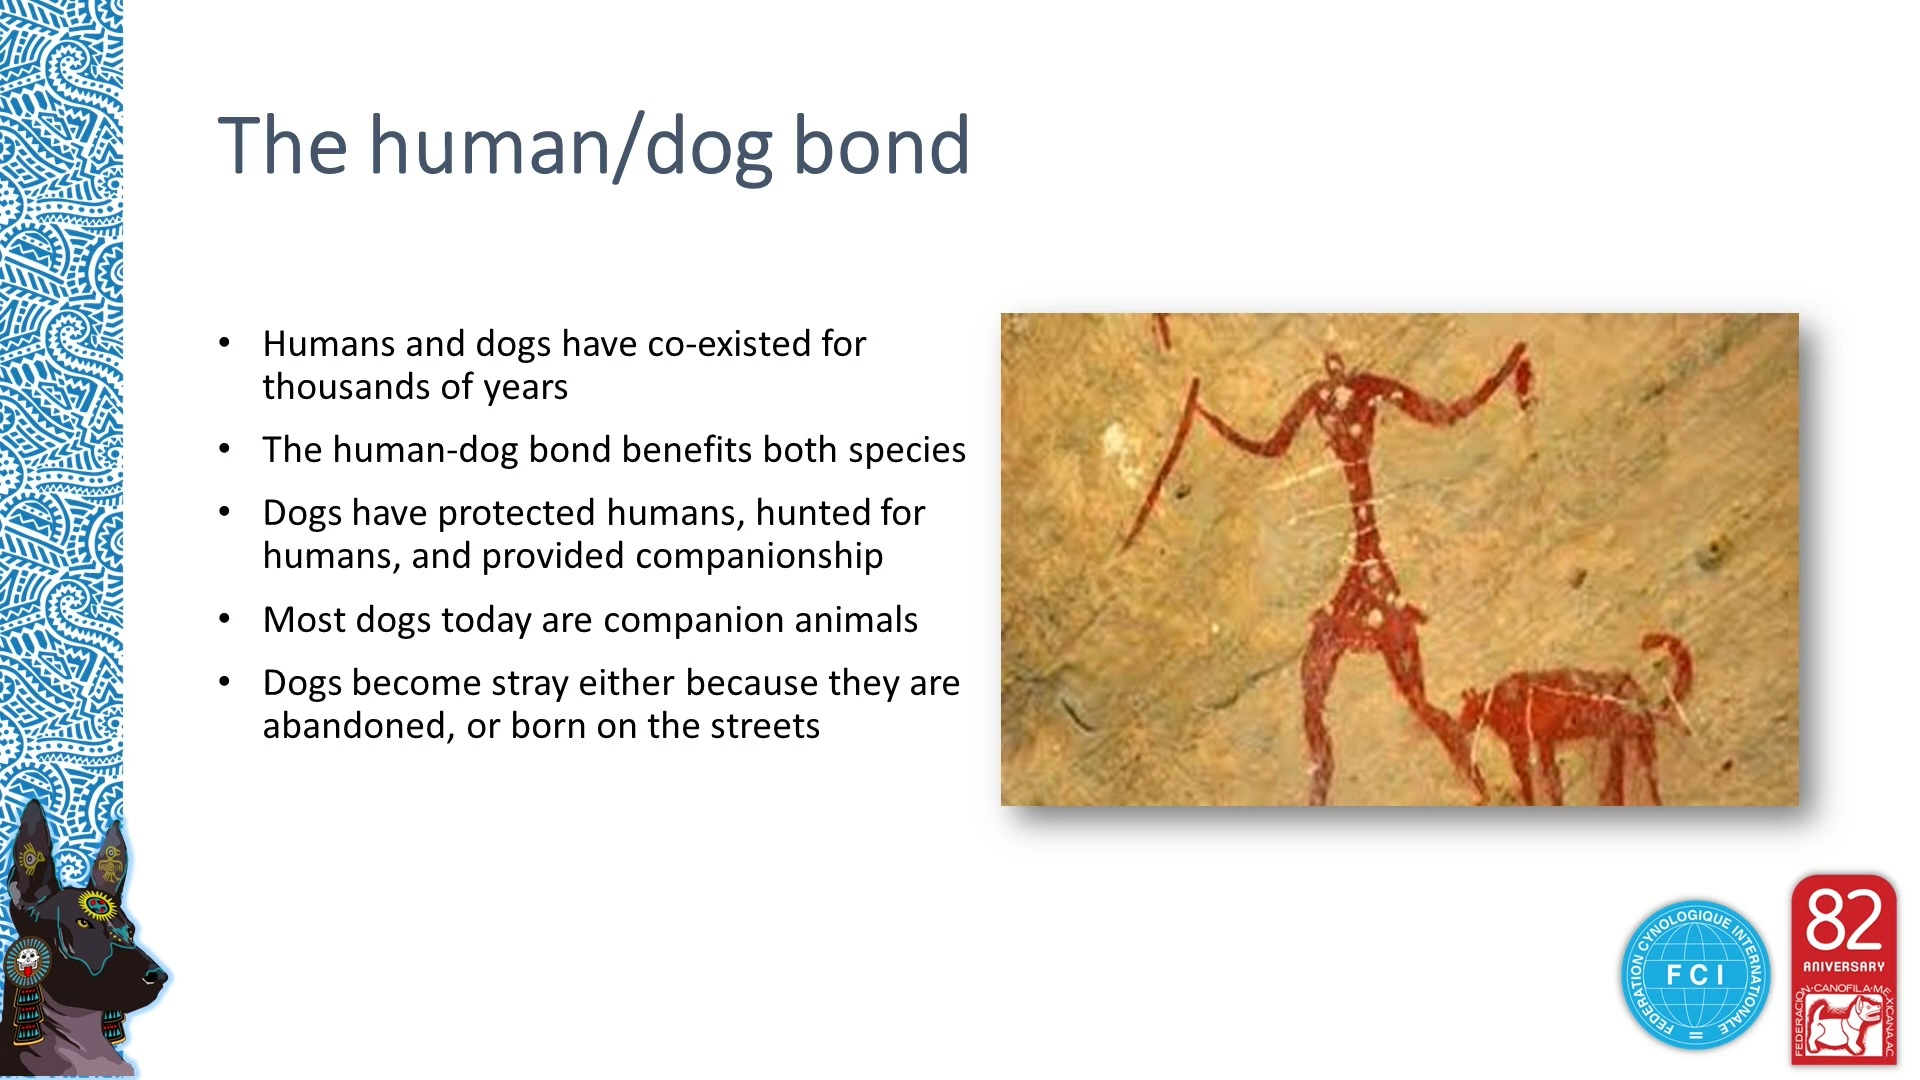 The human/dog bond
• Humans and dogs have co-existed for
thousands of years
• The human-dog bond benefits both species
• Dogs have protected humans, hunted for
humans, and provided companionship
• Most dogs today are companion animals
• Dogs become stray either because they are
abandoned, or born on the streets
FEDERATION CYNOLOGIQUE INTERNATIONALE
FCI
82
ANIVERSARY
FEDERACION·CANOFILA·MEXICANA,AC